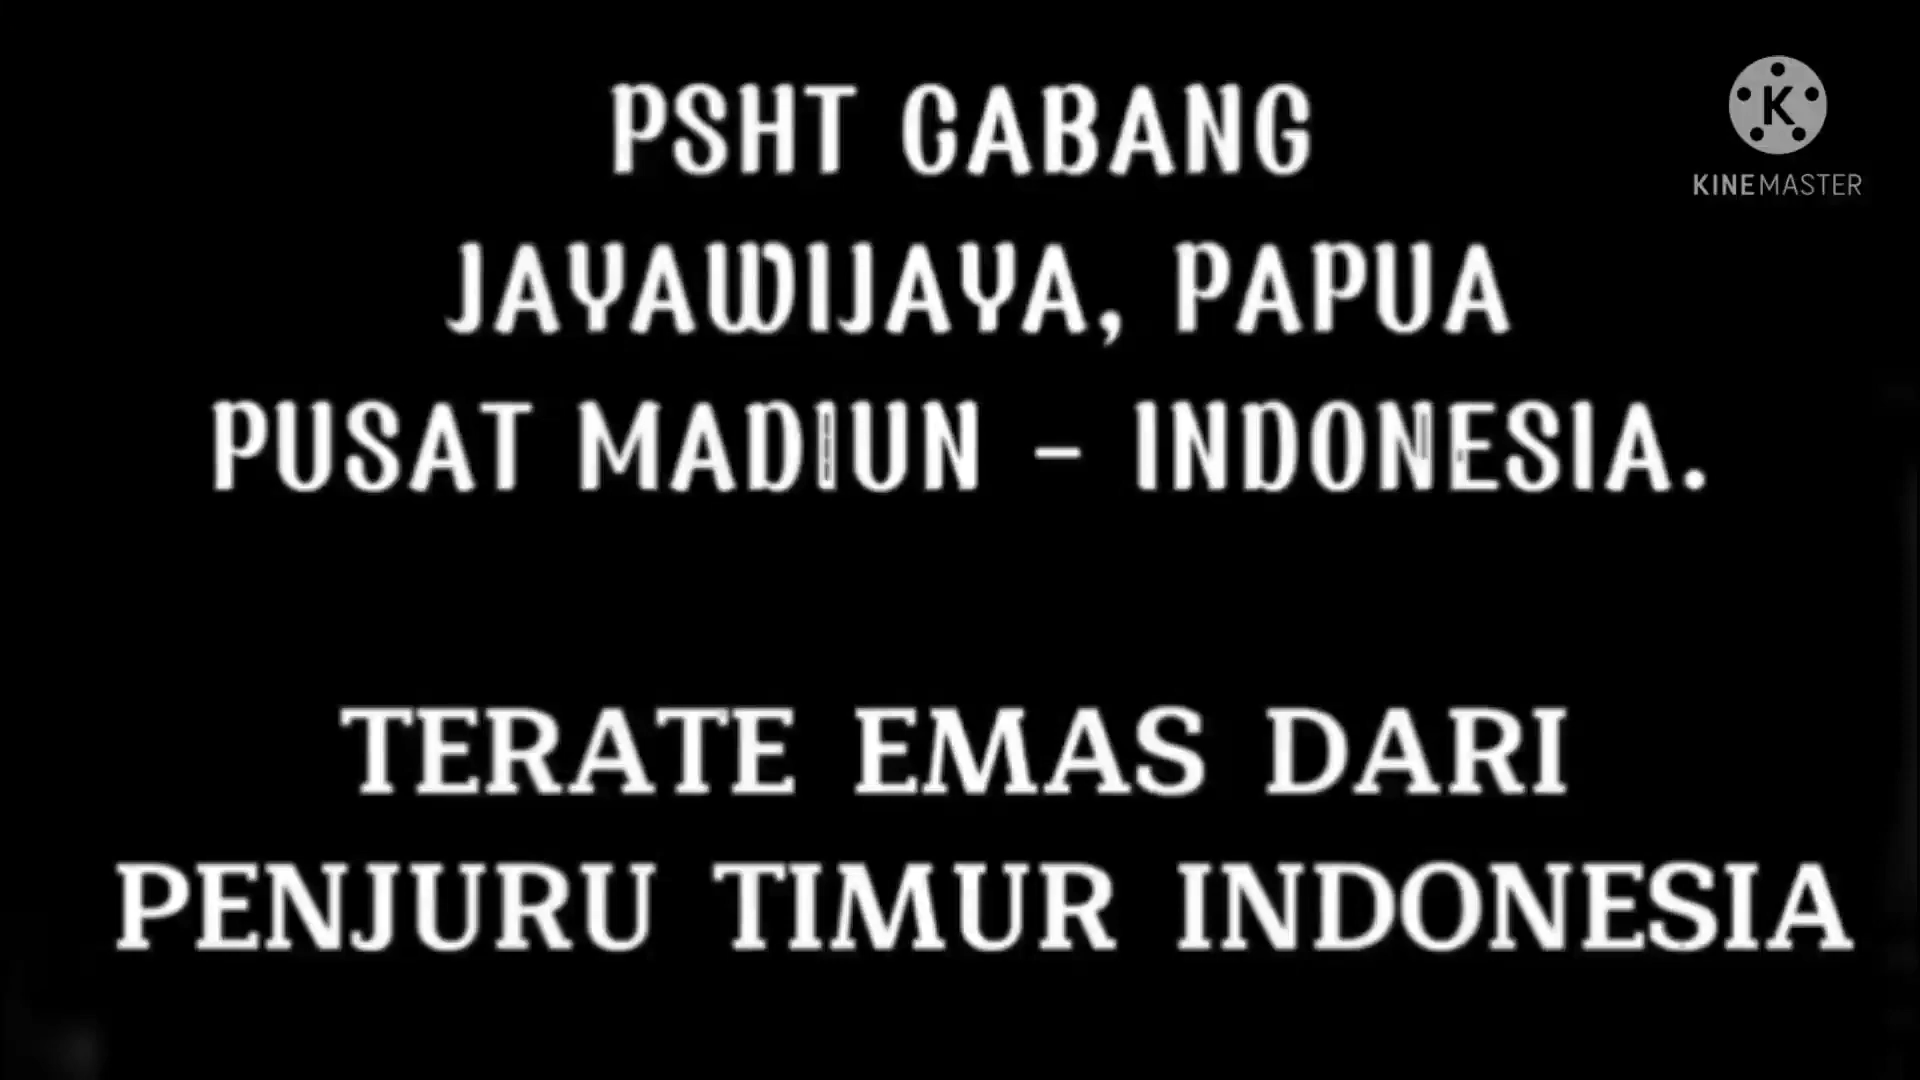 PSHT CABANG
JAYAWIJAYA, PAPUA
PUSAT MADIUN - INDONESIA.
TERATE EMAS DARI
PENJURU TIMUR INDONESIA
K
KINEMASTER